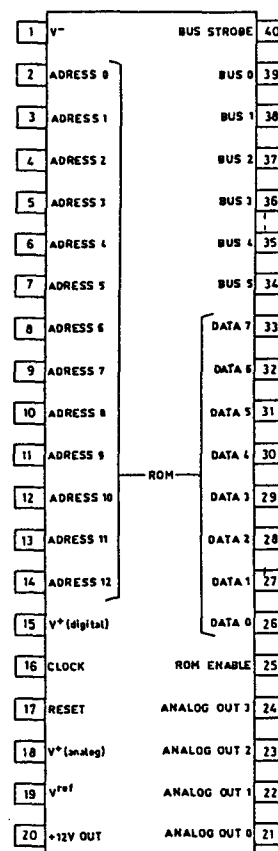 1 V⁻ BUS STROBE 40
2 ADRESS 0 BUS 0 39
3 ADRESS 1 BUS 1 38
4 ADRESS 2 BUS 2 37
5 ADRESS 3 BUS 3 36
6 ADRESS 4 BUS 4 35
7 ADRESS 5 BUS 5 34
8 ADRESS 6 DATA 7 33
9 ADRESS 7 DATA 6 32
10 ADRESS 8 DATA 5 31
11 ADRESS 9 DATA 4 30
ROM
12 ADRESS 10 DATA 3 29
13 ADRESS 11 DATA 2 28
14 ADRESS 12 DATA 1 27
15 V⁺(digital) DATA 0 26
16 CLOCK ROM ENABLE 25
17 RESET ANALOG OUT 3 24
18 V⁺(analog) ANALOG OUT 2 23
19 Vʳᵉᶠ ANALOG OUT 1 22
20 +12V OUT ANALOG OUT 0 21